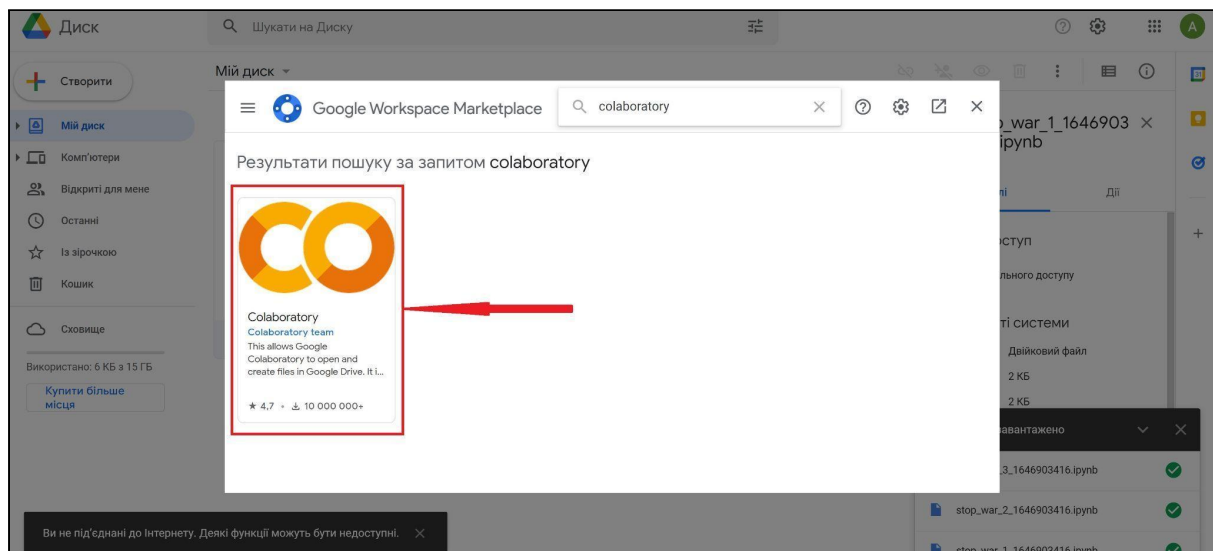 Диск
Шукати на Диску
A
Створити
Мій диск
Мій диск
Комп'ютери
Відкриті для мене
Останні
Із зірочкою
Кошик
Сховище
Використано: 6 КБ з 15 ГБ
Купити більше
місця
Google Workspace Marketplace
colaboratory
Результати пошуку за запитом colaboratory
Colaboratory
Colaboratory team
This allows Google
Colaboratory to open and
create files in Google Drive. It i...
4,7
10 000 000+
_war_1_1646903
ipynb
Дії
ступ
льного доступу
ті системи
Двійковий файл
2 КБ
2 КБ
авантажено
_3_1646903416.ipynb
stop_war_2_1646903416.ipynb
stop_war_1_1646903416.ipynb
Ви не під'єднані до Інтернету. Деякі функції можуть бути недоступні.
31